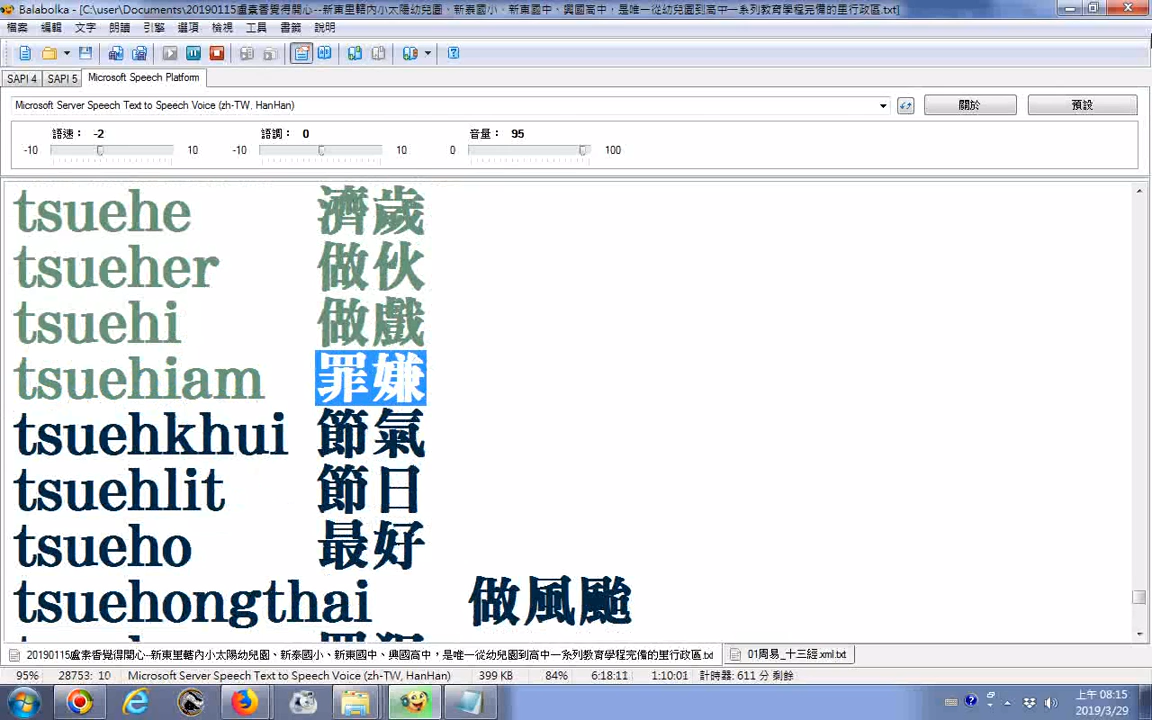 Balabolka - [C:\user\Documents\20190115盧素香覺得開心--新東里轄內小太陽幼兒園、新泰國小、新東國中、興國高中，是唯一從幼兒園到高中一系列教育學程完備的里行政區.txt]
檔案 編輯 文字 朗讀 引擎 選項 檢視 工具 書籤 說明
SAPI 4 SAPI 5 Microsoft Speech Platform
Microsoft Server Speech Text to Speech Voice (zh-TW, HanHan) 關於 預設
語速： -2 語調： 0 音量： 95
-10 10 -10 10 0 100
tsuehe 濟歲
tsueher 做伙
tsuehi 做戲
tsuehiam 罪嫌
tsuehkhui 節氣
tsuehlit 節日
tsueho 最好
tsuehongthai 做風颱
20190115盧素香覺得開心--新東里轄內小太陽幼兒園、新泰國小、新東國中、興國高中，是唯一從幼兒園到高中一系列教育學程完備的里行政區.txt 01周易_十三經.xml.txt
95% 28753: 10 Microsoft Server Speech Text to Speech Voice (zh-TW, HanHan) 399 KB 84% 6:18:11 1:10:01 計時器: 611 分 剩餘
上午 08:15
2019/3/29